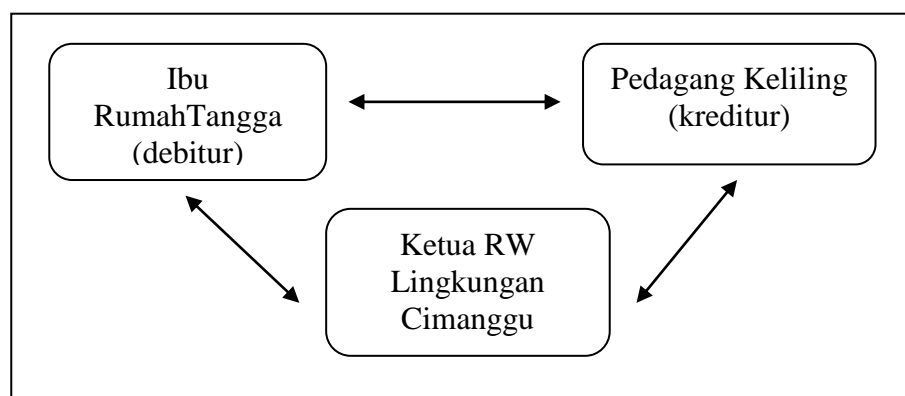 Ibu
RumahTangga
(debitur)
Pedagang Keliling
(kreditur)
Ketua RW
Lingkungan
Cimanggu